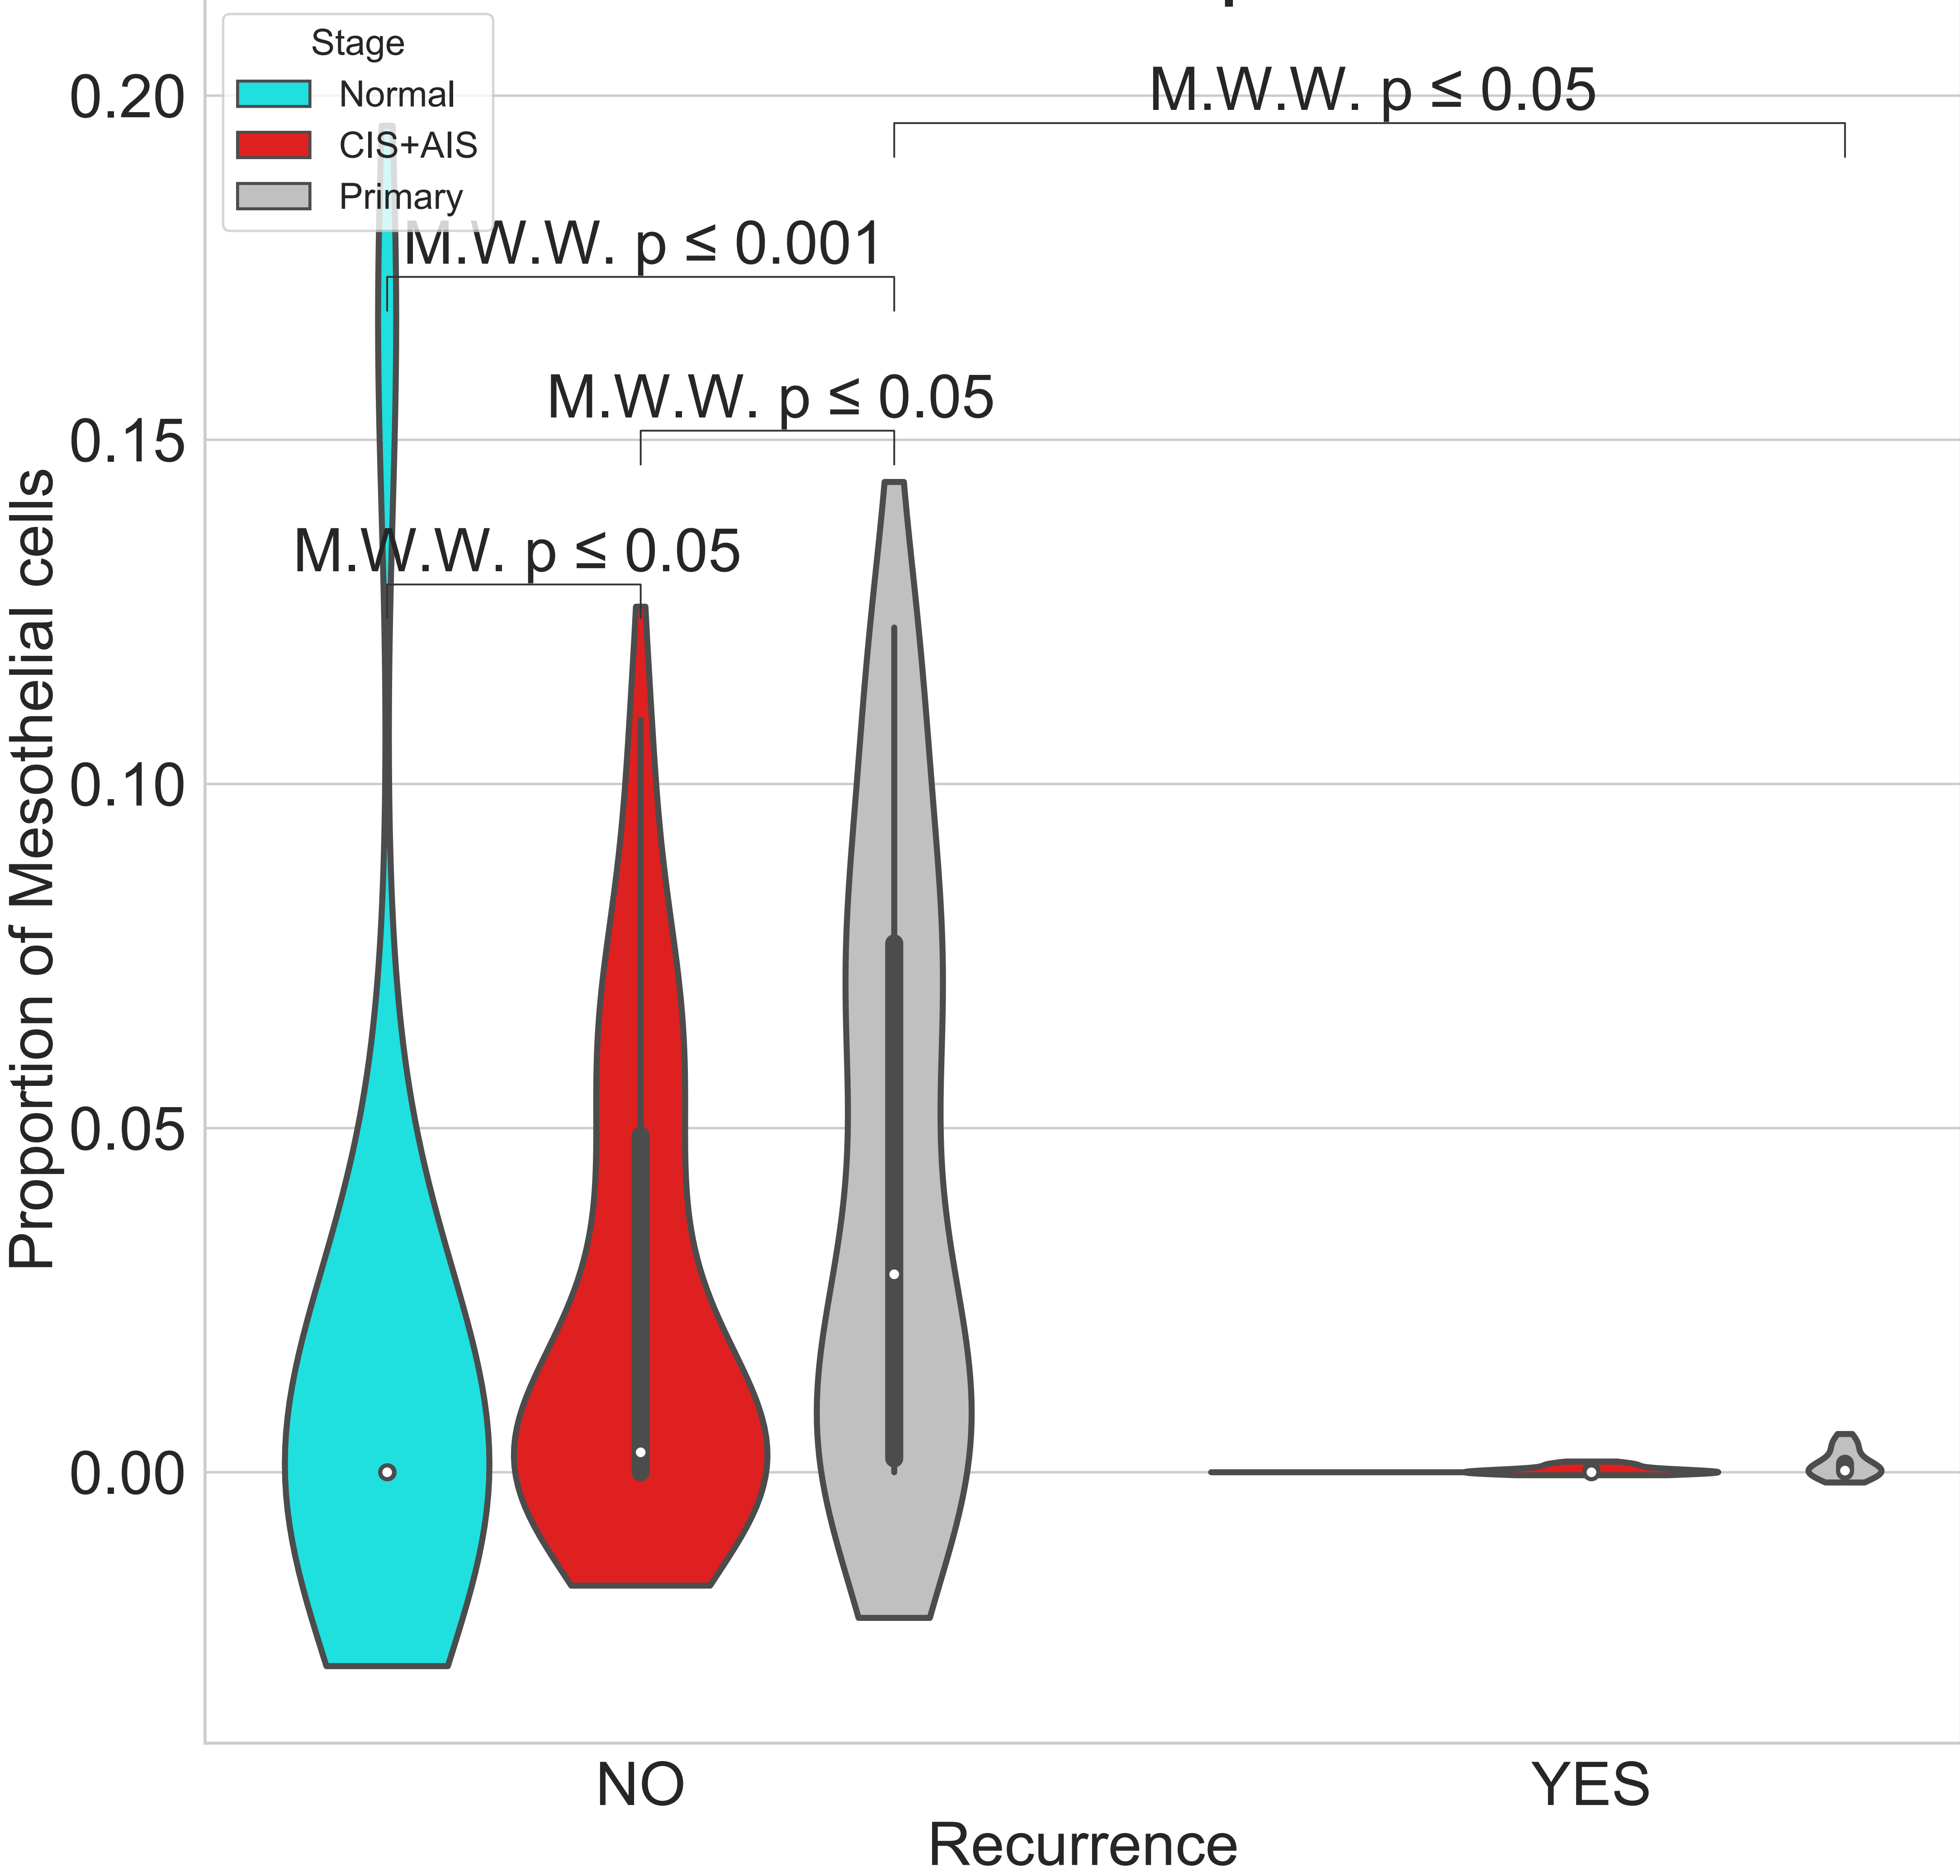 Stage
Normal
CIS+AIS
Primary
M.W.W. p ≤ 0.05
M.W.W. p ≤ 0.001
M.W.W. p ≤ 0.05
M.W.W. p ≤ 0.05
0.20
0.15
0.10
0.05
0.00
Proportion of Mesothelial cells
NO
YES
Recurrence